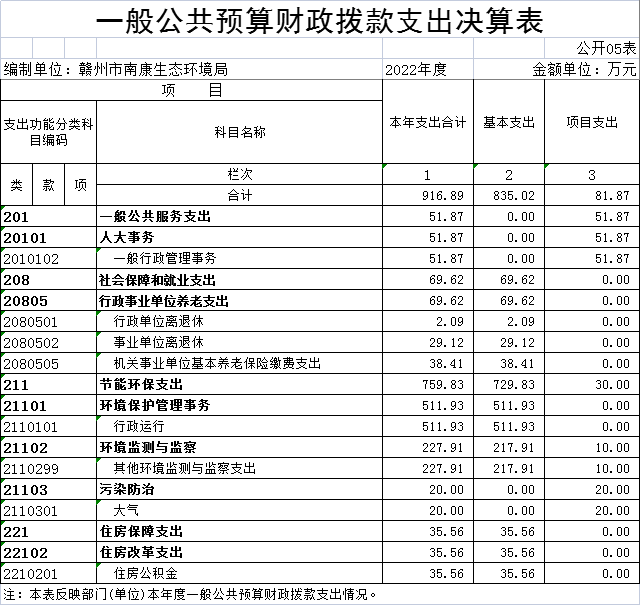 一般公共预算财政拨款支出决算表
公开05表
编制单位：赣州市南康生态环境局 2022年度 金额单位：万元
项 目 本年支出合计 基本支出 项目支出
支出功能分类科目编码 科目名称
类 款 项 栏次 1 2 3
合计 916.89 835.02 81.87
201 一般公共服务支出 51.87 0.00 51.87
20101 人大事务 51.87 0.00 51.87
2010102 一般行政管理事务 51.87 0.00 51.87
208 社会保障和就业支出 69.62 69.62 0.00
20805 行政事业单位养老支出 69.62 69.62 0.00
2080501 行政单位离退休 2.09 2.09 0.00
2080502 事业单位离退休 29.12 29.12 0.00
2080505 机关事业单位基本养老保险缴费支出 38.41 38.41 0.00
211 节能环保支出 759.83 729.83 30.00
21101 环境保护管理事务 511.93 511.93 0.00
2110101 行政运行 511.93 511.93 0.00
21102 环境监测与监察 227.91 217.91 10.00
2110299 其他环境监测与监察支出 227.91 217.91 10.00
21103 污染防治 20.00 0.00 20.00
2110301 大气 20.00 0.00 20.00
221 住房保障支出 35.56 35.56 0.00
22102 住房改革支出 35.56 35.56 0.00
2210201 住房公积金 35.56 35.56 0.00
注：本表反映部门(单位)本年度一般公共预算财政拨款支出情况。